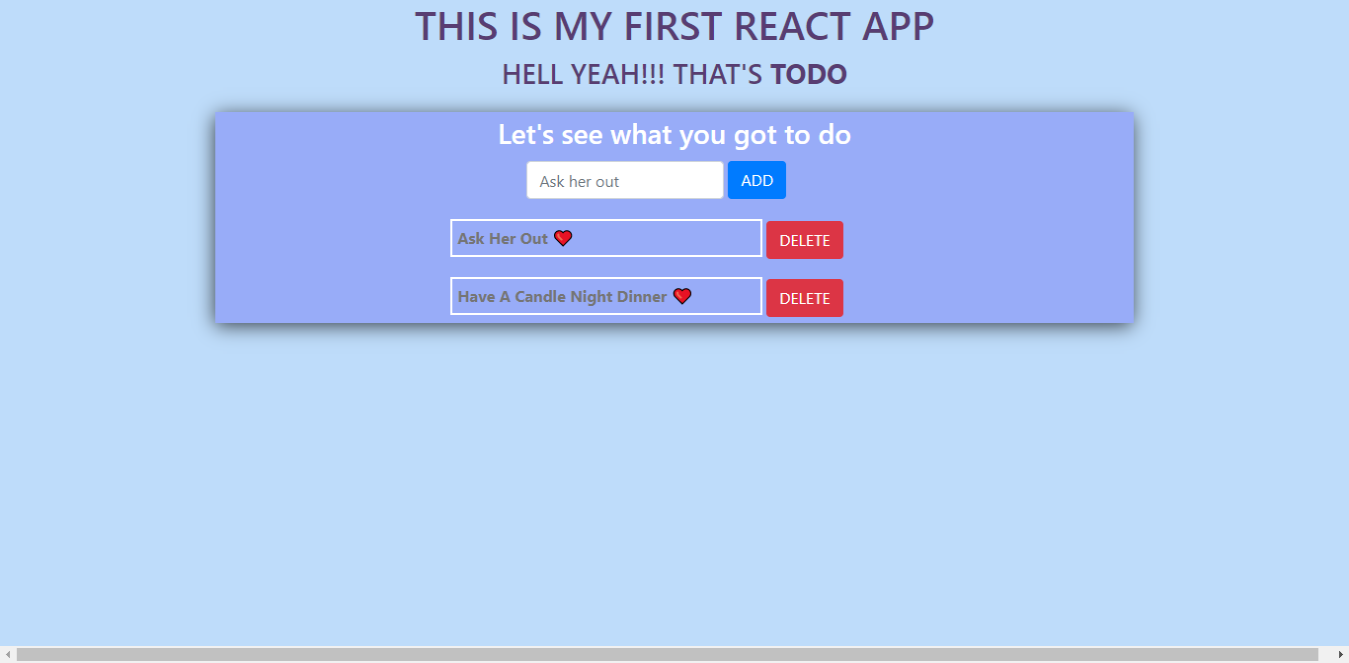 THIS IS MY FIRST REACT APP
HELL YEAH!!! THAT'S TODO
Let's see what you got to do
Ask her out ADD
Ask Her Out ❤ DELETE
Have A Candle Night Dinner ❤ DELETE